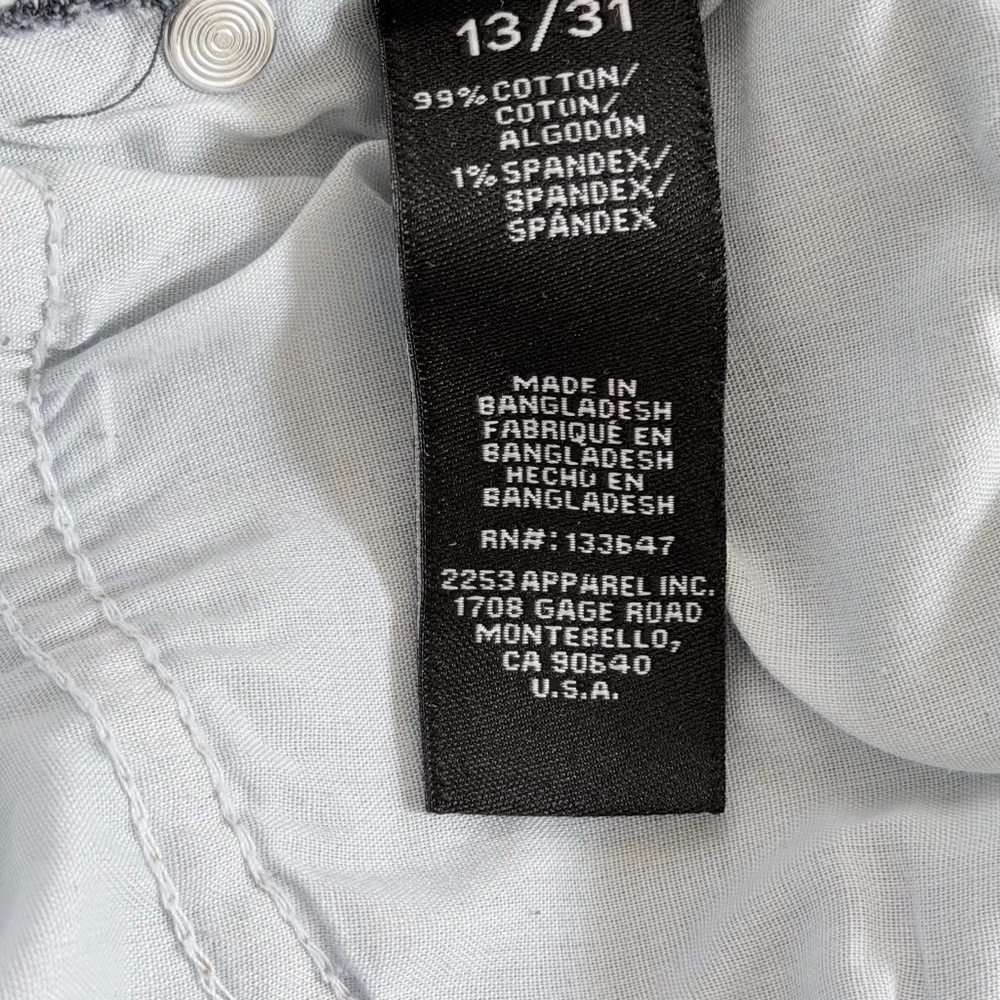 13/31
99% COTTON/
COTON/
ALGODÓN
1% SPANDEX/
SPANDEX/
SPANDEX
MADE IN
BANGLADESH
FABRIQUÉ EN
BANGLADESH
HECHO EN
BANGLADESH
RN#: 133647
2253 APPAREL INC.
1708 GAGE ROAD
MONTEBELLO,
CA 90640
U.S.A.